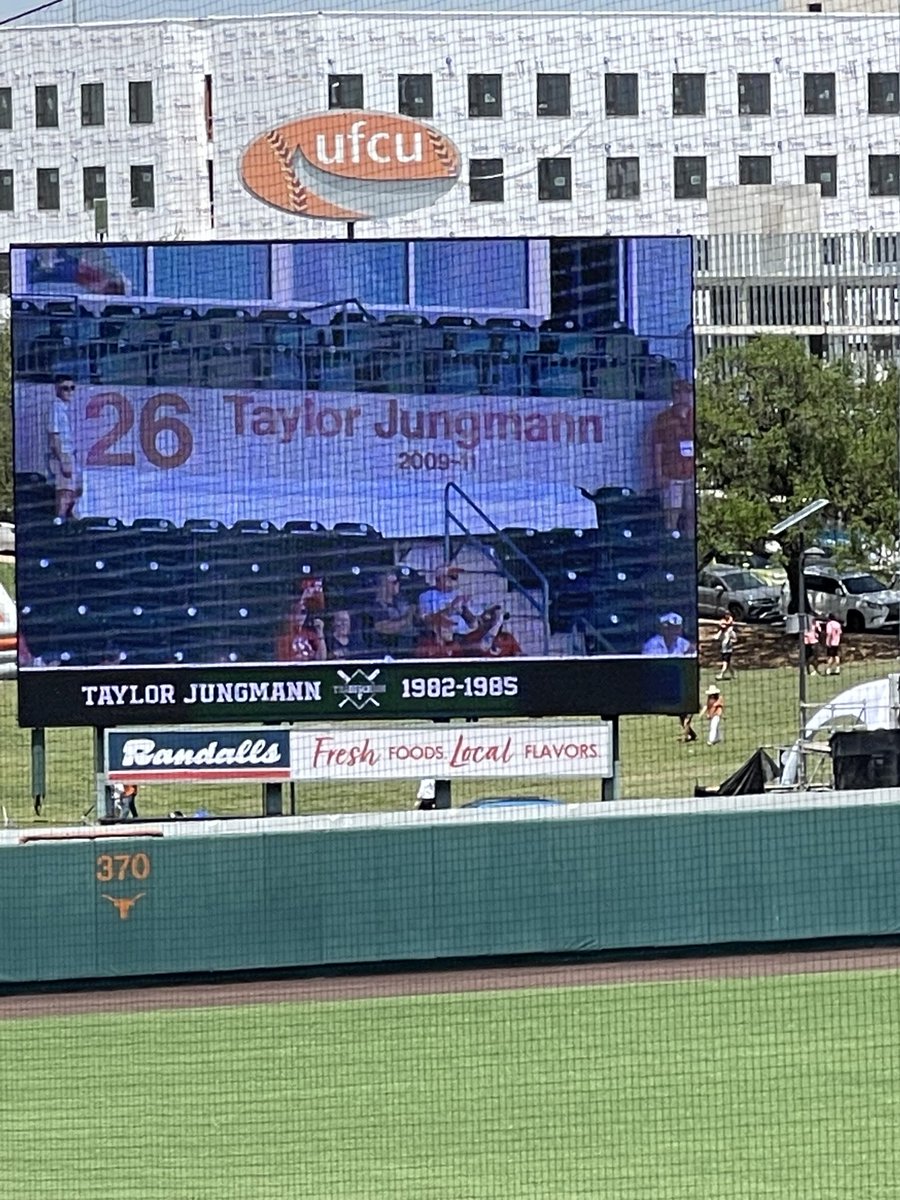 ufcu
26 Taylor Jungmann
2009-11
TAYLOR JUNGMANN 1982-1985
Randalls Fresh FOODS. Local FLAVORS.
370